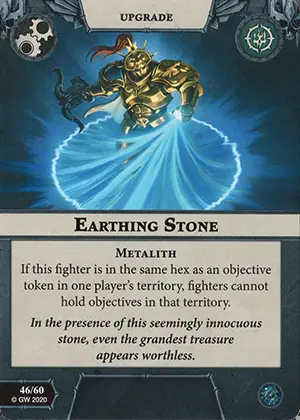 UPGRADE
EARTHING STONE
METALITH
If this fighter is in the same hex as an objective
token in one player's territory, fighters cannot
hold objectives in that territory.
In the presence of this seemingly innocuous
stone, even the grandest treasure
appears worthless.
46/60
© GW 2020